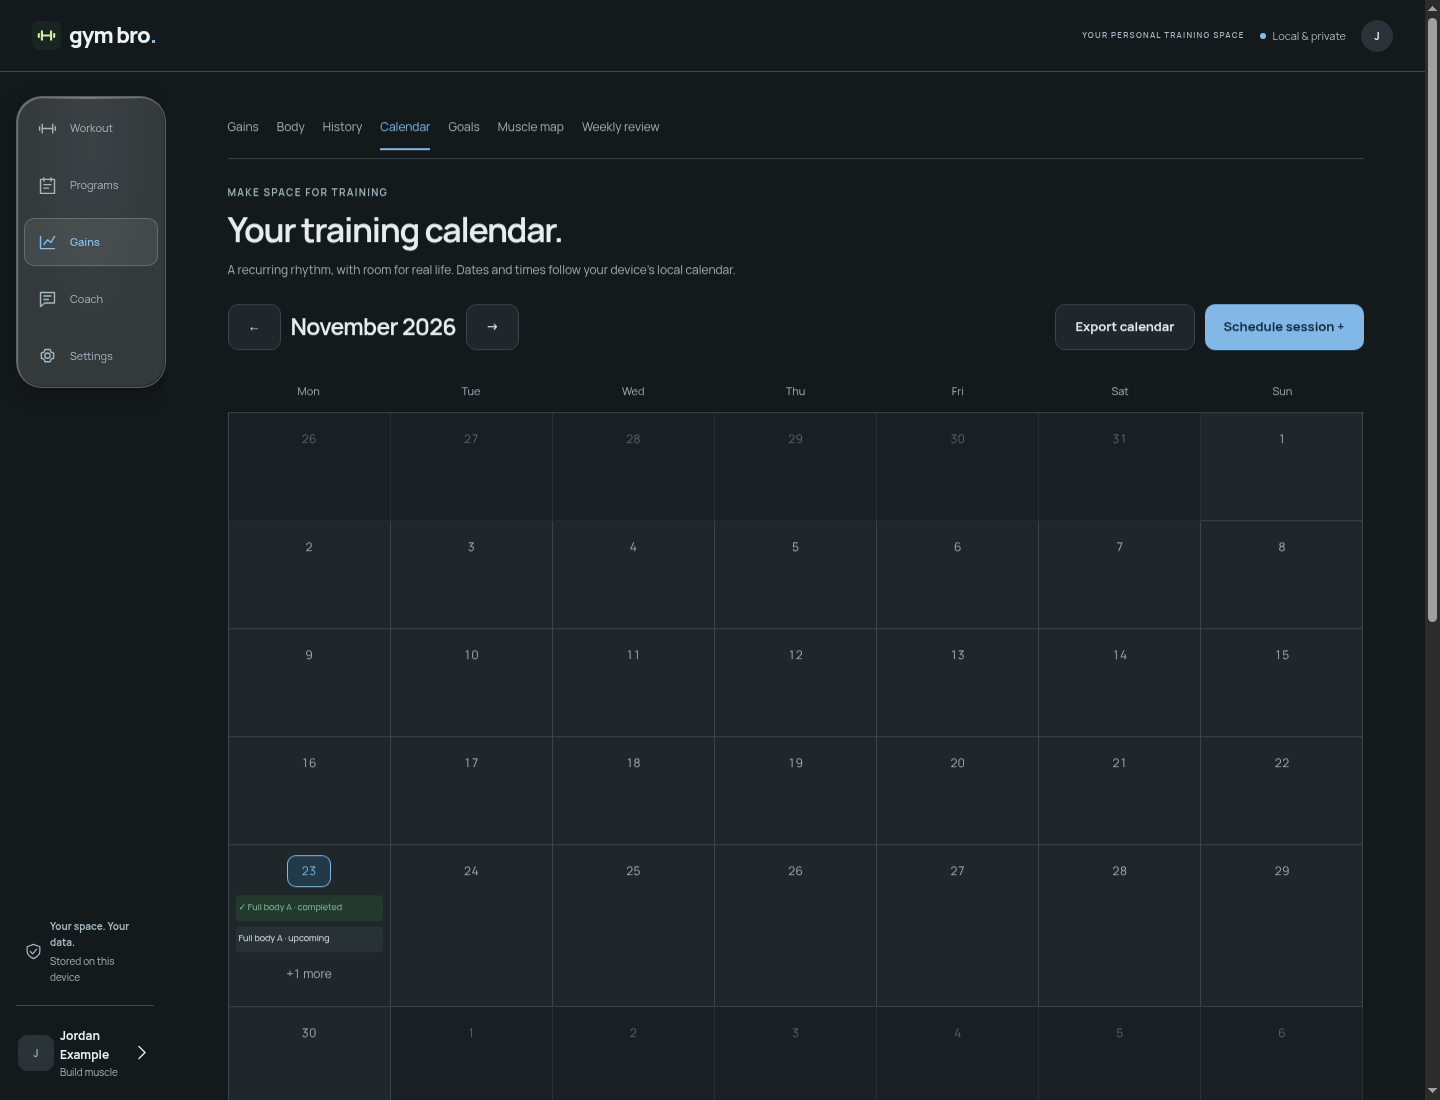 gym bro.
YOUR PERSONAL TRAINING SPACE
Local & private
J
Workout
Programs
Gains
Coach
Settings
Gains Body History Calendar Goals Muscle map Weekly review
MAKE SPACE FOR TRAINING
Your training calendar.
A recurring rhythm, with room for real life. Dates and times follow your device's local calendar.
← November 2026 →
Export calendar
Schedule session +
Mon Tue Wed Thu Fri Sat Sun
26 27 28 29 30 31 1
2 3 4 5 6 7 8
9 10 11 12 13 14 15
16 17 18 19 20 21 22
23 24 25 26 27 28 29
✓ Full body A · completed
Full body A · upcoming
+1 more
30 1 2 3 4 5 6
Your space. Your
data.
Stored on this
device
J
Jordan
Example
Build muscle